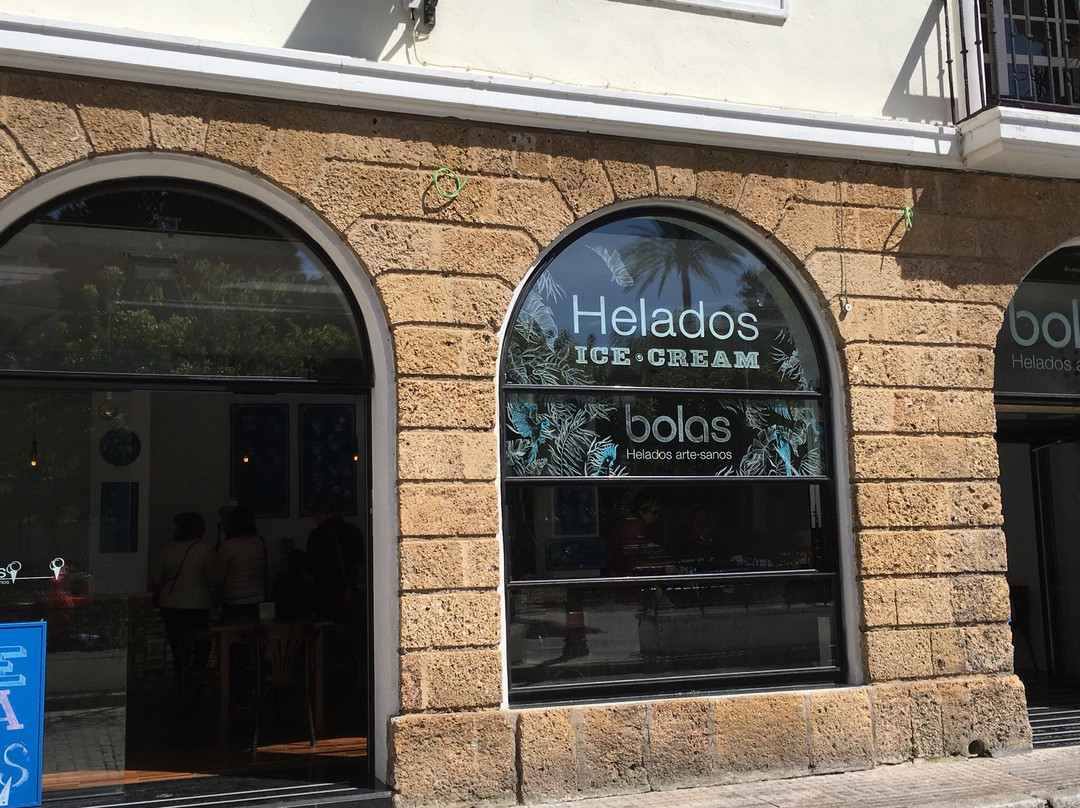 Helados
ICE • CREAM
bolas
Helados arte·sanos
bol
Helados a
E
A
S